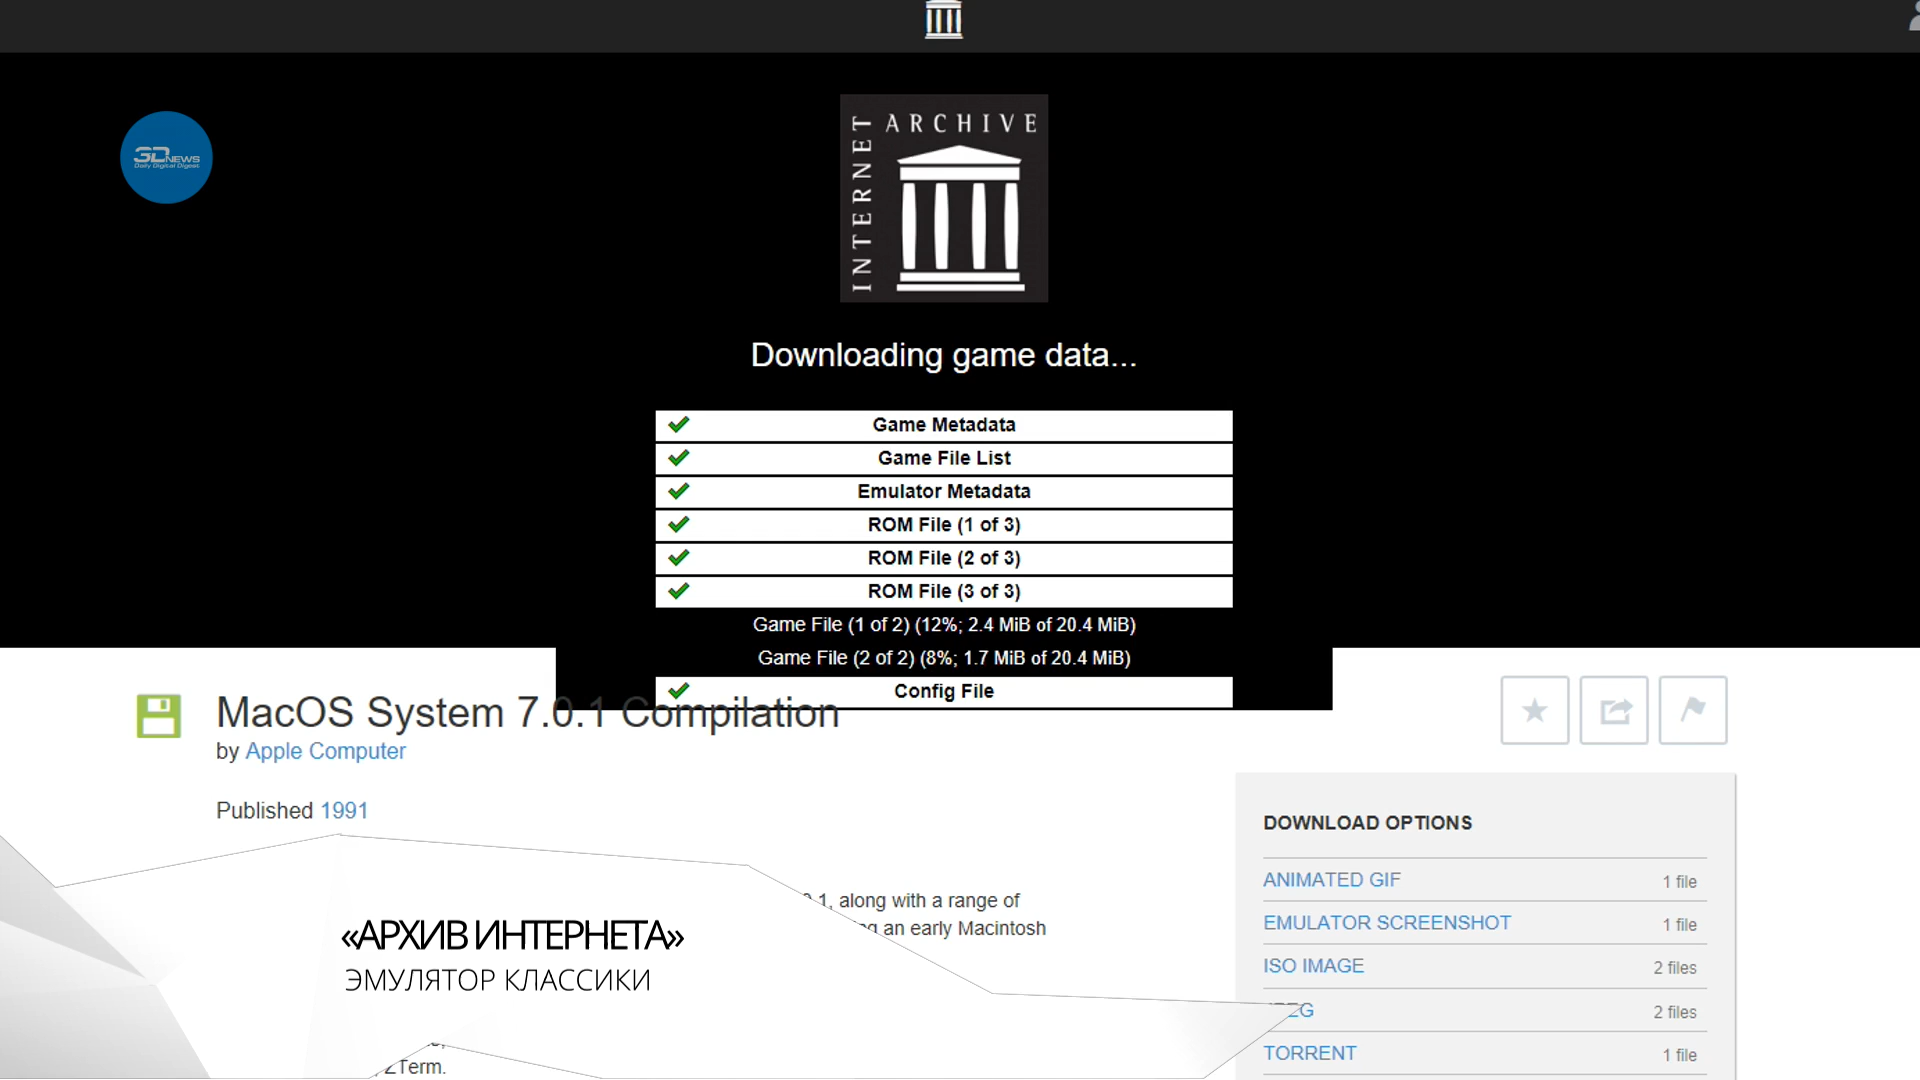 INTERNET
ARCHIVE
3DNEWS
Daily Digital Digest
Downloading game data...
Game Metadata
Game File List
Emulator Metadata
ROM File (1 of 3)
ROM File (2 of 3)
ROM File (3 of 3)
Game File (1 of 2) (12%; 2.4 MiB of 20.4 MiB)
Game File (2 of 2) (8%; 1.7 MiB of 20.4 MiB)
Config File
MacOS System 7.0.1 Compilation
by Apple Computer
Published 1991
along with a range of
an early Macintosh
«АРХИВ ИНТЕРНЕТА»
ЭМУЛЯТОР КЛАССИКИ
ZTerm.
DOWNLOAD OPTIONS
ANIMATED GIF 1 file
EMULATOR SCREENSHOT 1 file
ISO IMAGE 2 files
2 files
TORRENT 1 file